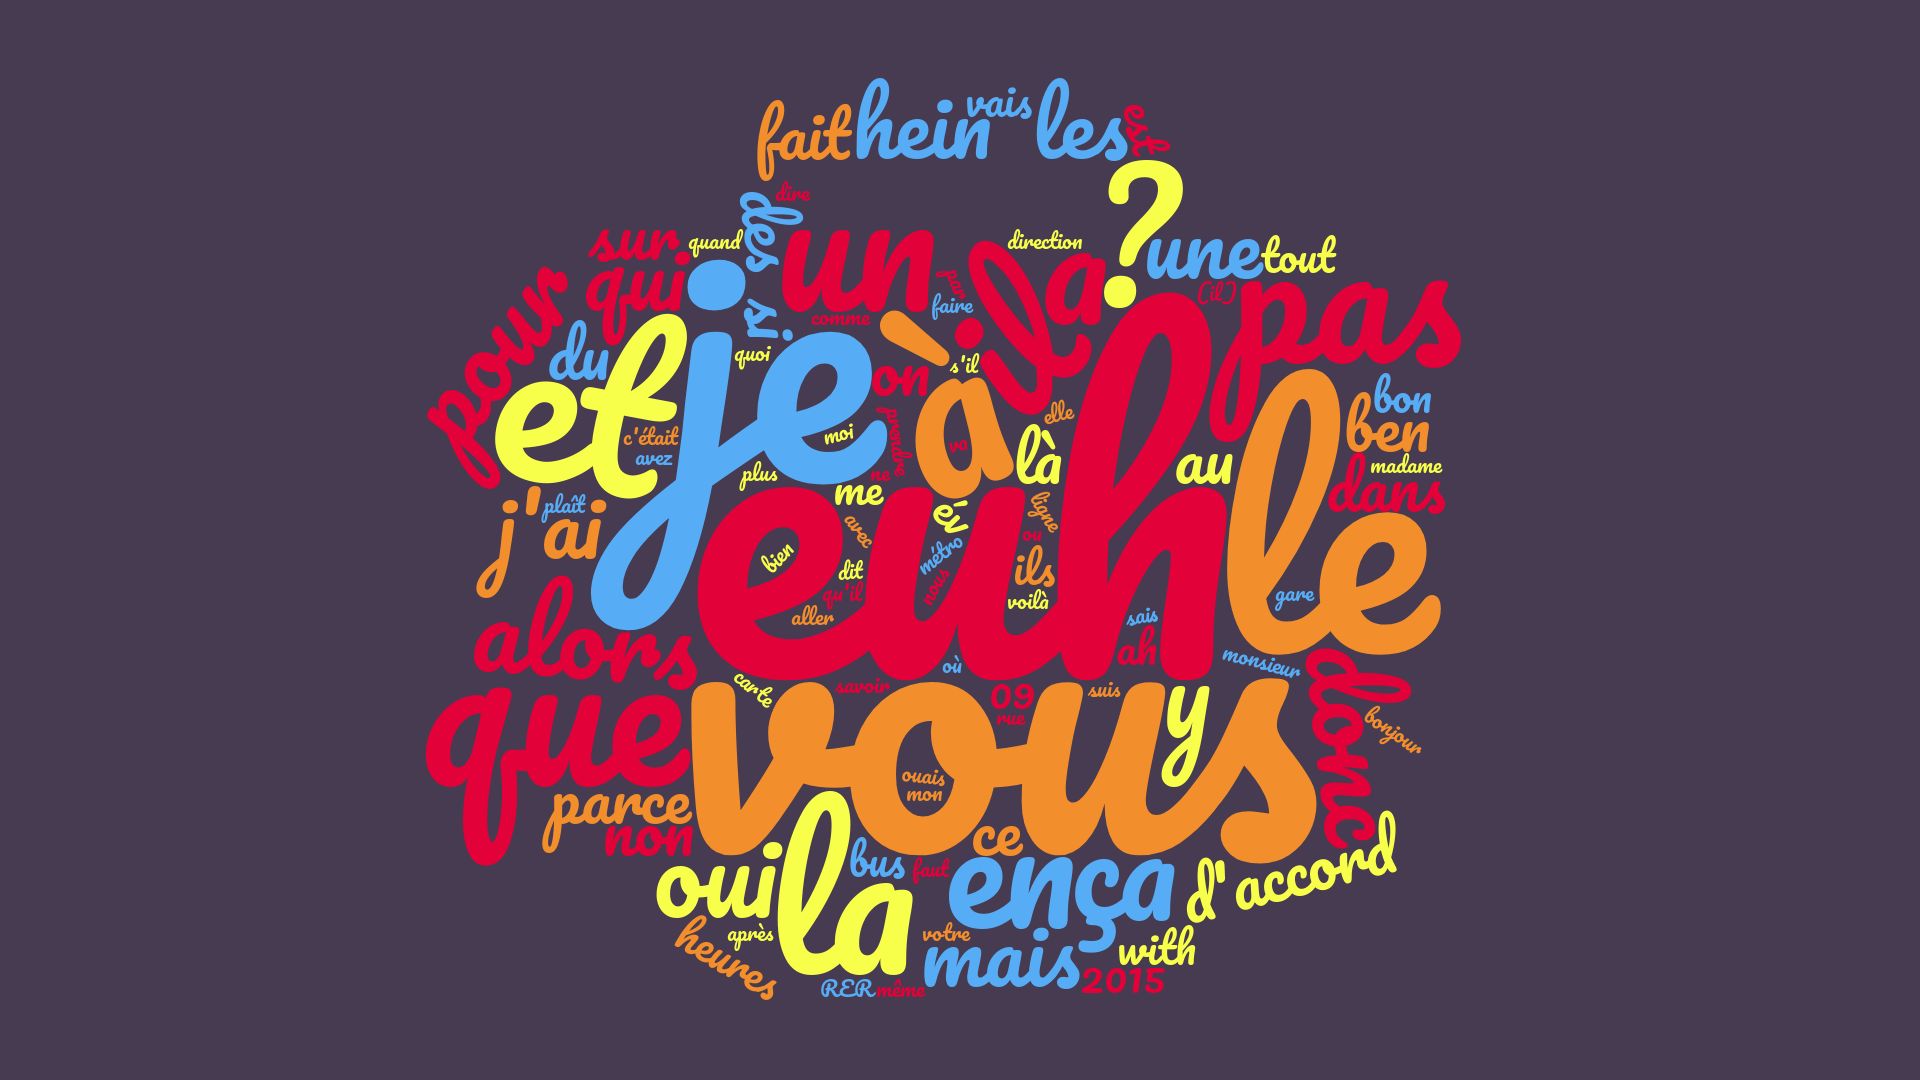 fait hein vais les est
dire
des
?
sur quand un direction une tout
qui par il a [il] pas
pour si comme faire
du je à s'il
et quoi on bon
c'était moi prendre va elle là ben
avez plus ne au madame
j'ai plaît me év ligne dans
euh le
bien avec métro ou
dit nous ils
qu'il voilà gare
aller sais
alors où ah monsieur
carte savoir 09 suis donc
que rue y bonjour
vous
ouais
mon
parce
non ce
oui la bus faut en ça d'accord
heures après votre mais with
RER même 2015